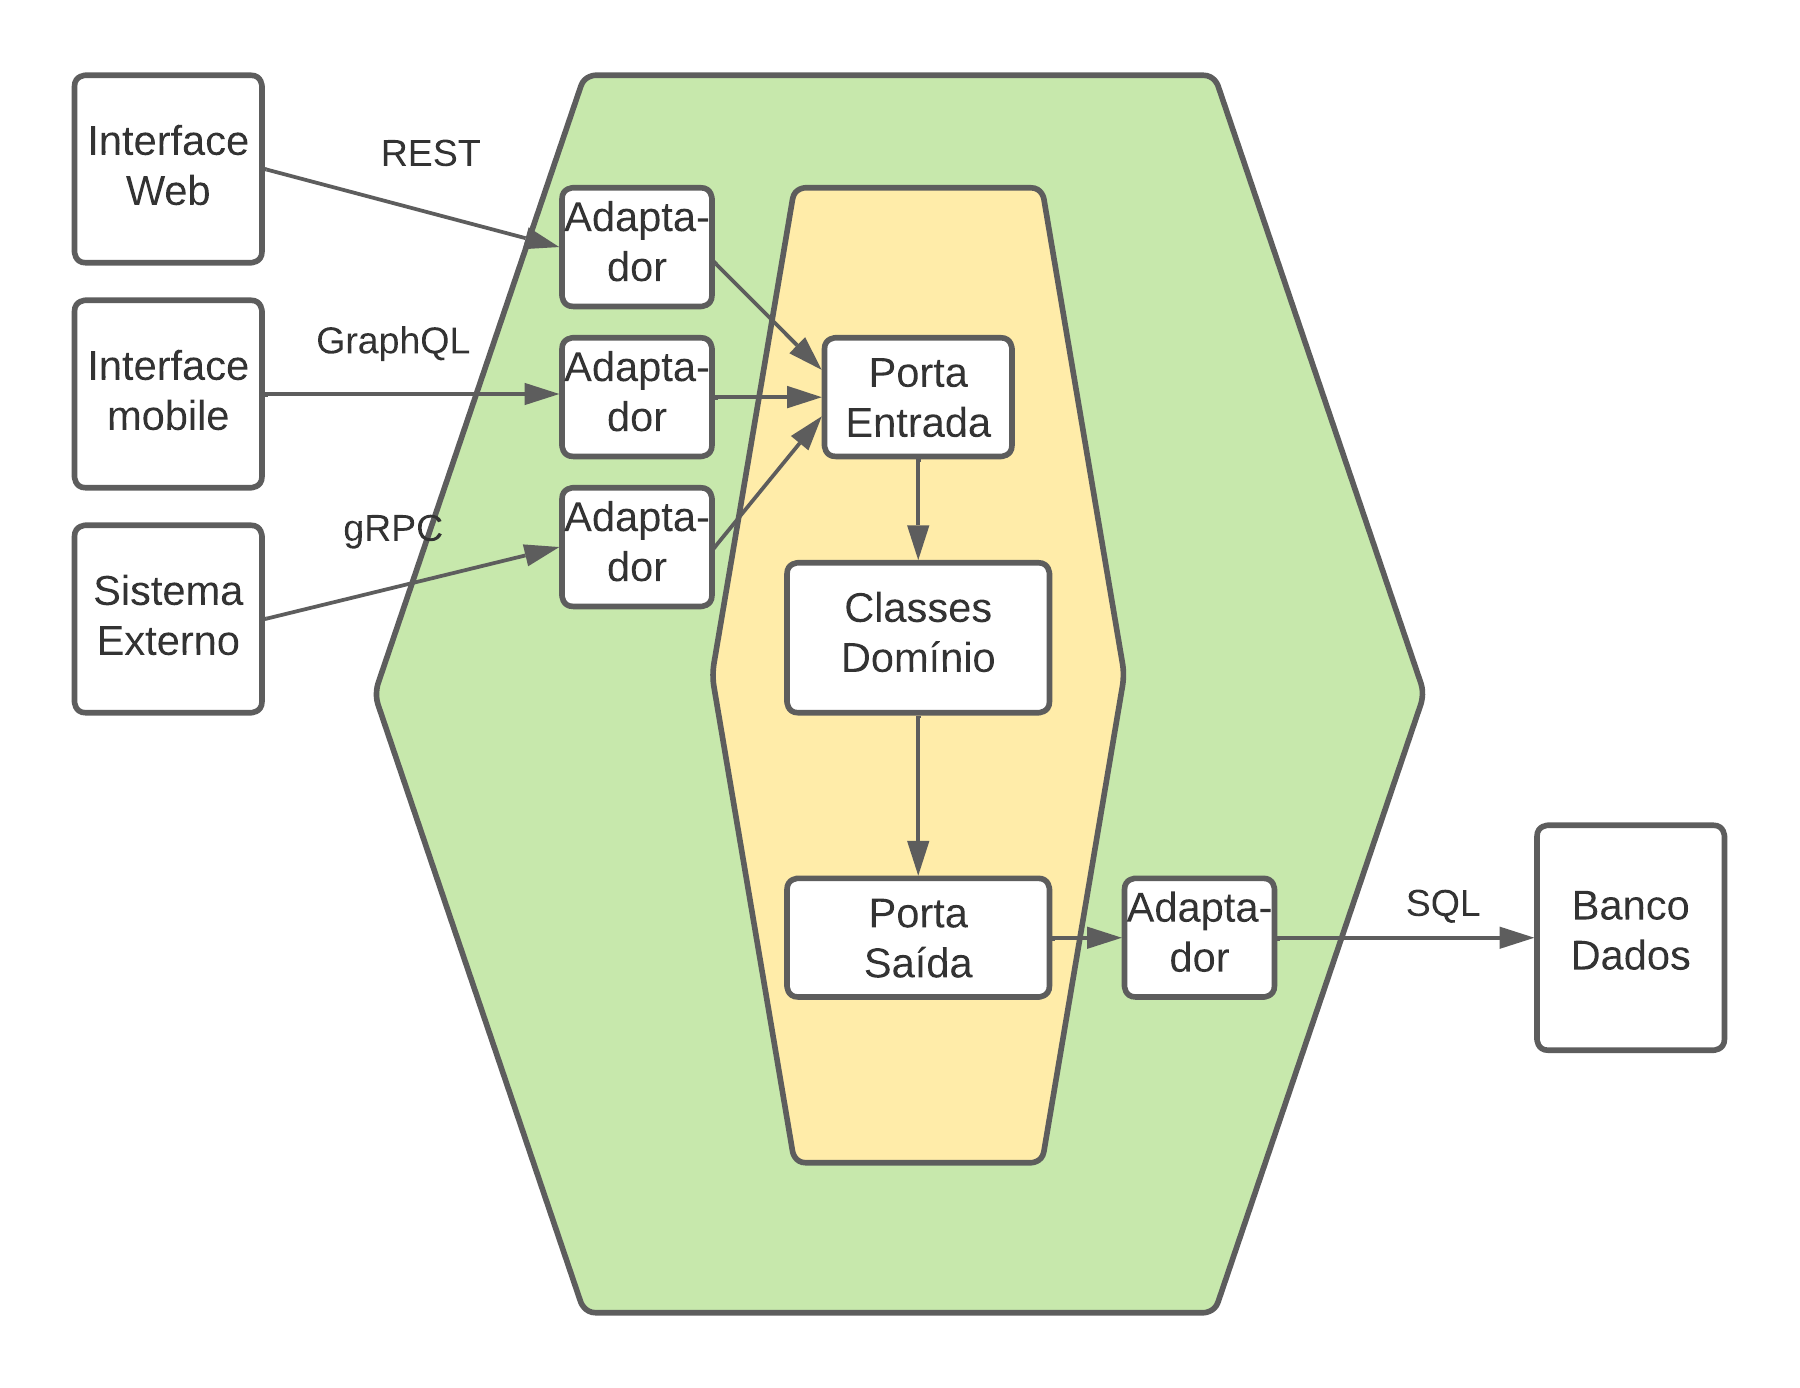 Interface
Web
REST
Adapta-
dor
Interface
mobile
GraphQL
Adapta-
dor
Porta
Entrada
Sistema
Externo
gRPC
Adapta-
dor
Classes
Domínio
Porta
Saída
Adapta-
dor
SQL
Banco
Dados